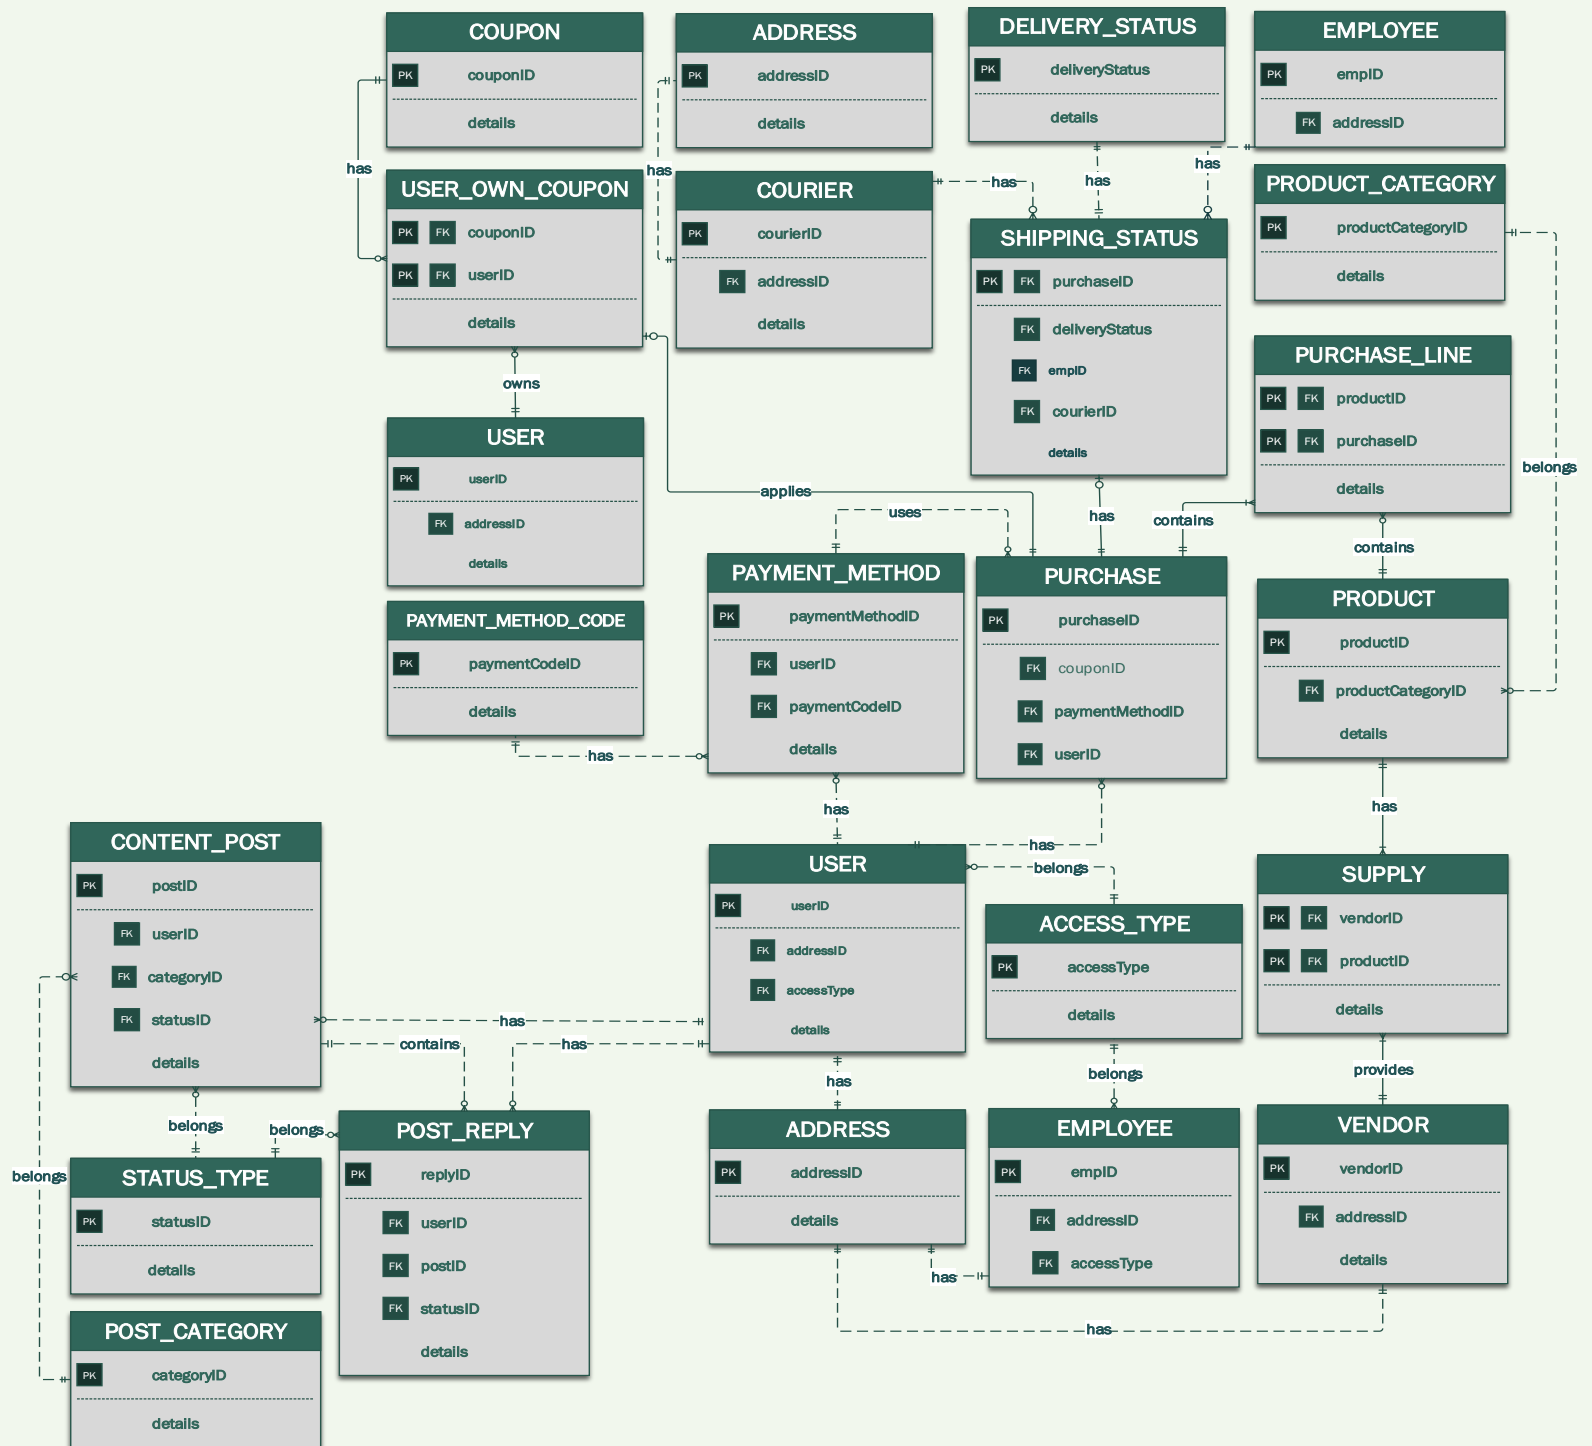 COUPON
PK couponID
details
has
USER_OWN_COUPON
PK FK couponID
PK FK userID
details
owns
USER
PK userID
FK addressID
details
PAYMENT_METHOD_CODE
PK paymentCodeID
details
has
ADDRESS
PK addressID
details
has
COURIER
PK courierID
FK addressID
details
has
DELIVERY_STATUS
PK deliveryStatus
details
has
EMPLOYEE
PK empID
FK addressID
has
SHIPPING_STATUS
PK FK purchaseID
FK deliveryStatus
FK empID
FK courierID
details
has
PRODUCT_CATEGORY
PK productCategoryID
details
belongs
PURCHASE_LINE
PK FK productID
PK FK purchaseID
details
contains
contains
applies
uses
PAYMENT_METHOD
PK paymentMethodID
FK userID
FK paymentCodeID
details
has
PURCHASE
PK purchaseID
FK couponID
FK paymentMethodID
FK userID
has
PRODUCT
PK productID
FK productCategoryID
details
has
CONTENT_POST
PK postID
FK userID
FK categoryID
FK statusID
details
has
contains
has
belongs
belongs
belongs
USER
PK userID
FK addressID
FK accessType
details
belongs
has
ACCESS_TYPE
PK accessType
details
belongs
SUPPLY
PK FK vendorID
PK FK productID
details
provides
STATUS_TYPE
PK statusID
details
POST_REPLY
PK replyID
FK userID
FK postID
FK statusID
details
ADDRESS
PK addressID
details
has
EMPLOYEE
PK empID
FK addressID
FK accessType
VENDOR
PK vendorID
FK addressID
details
has
POST_CATEGORY
PK categoryID
details